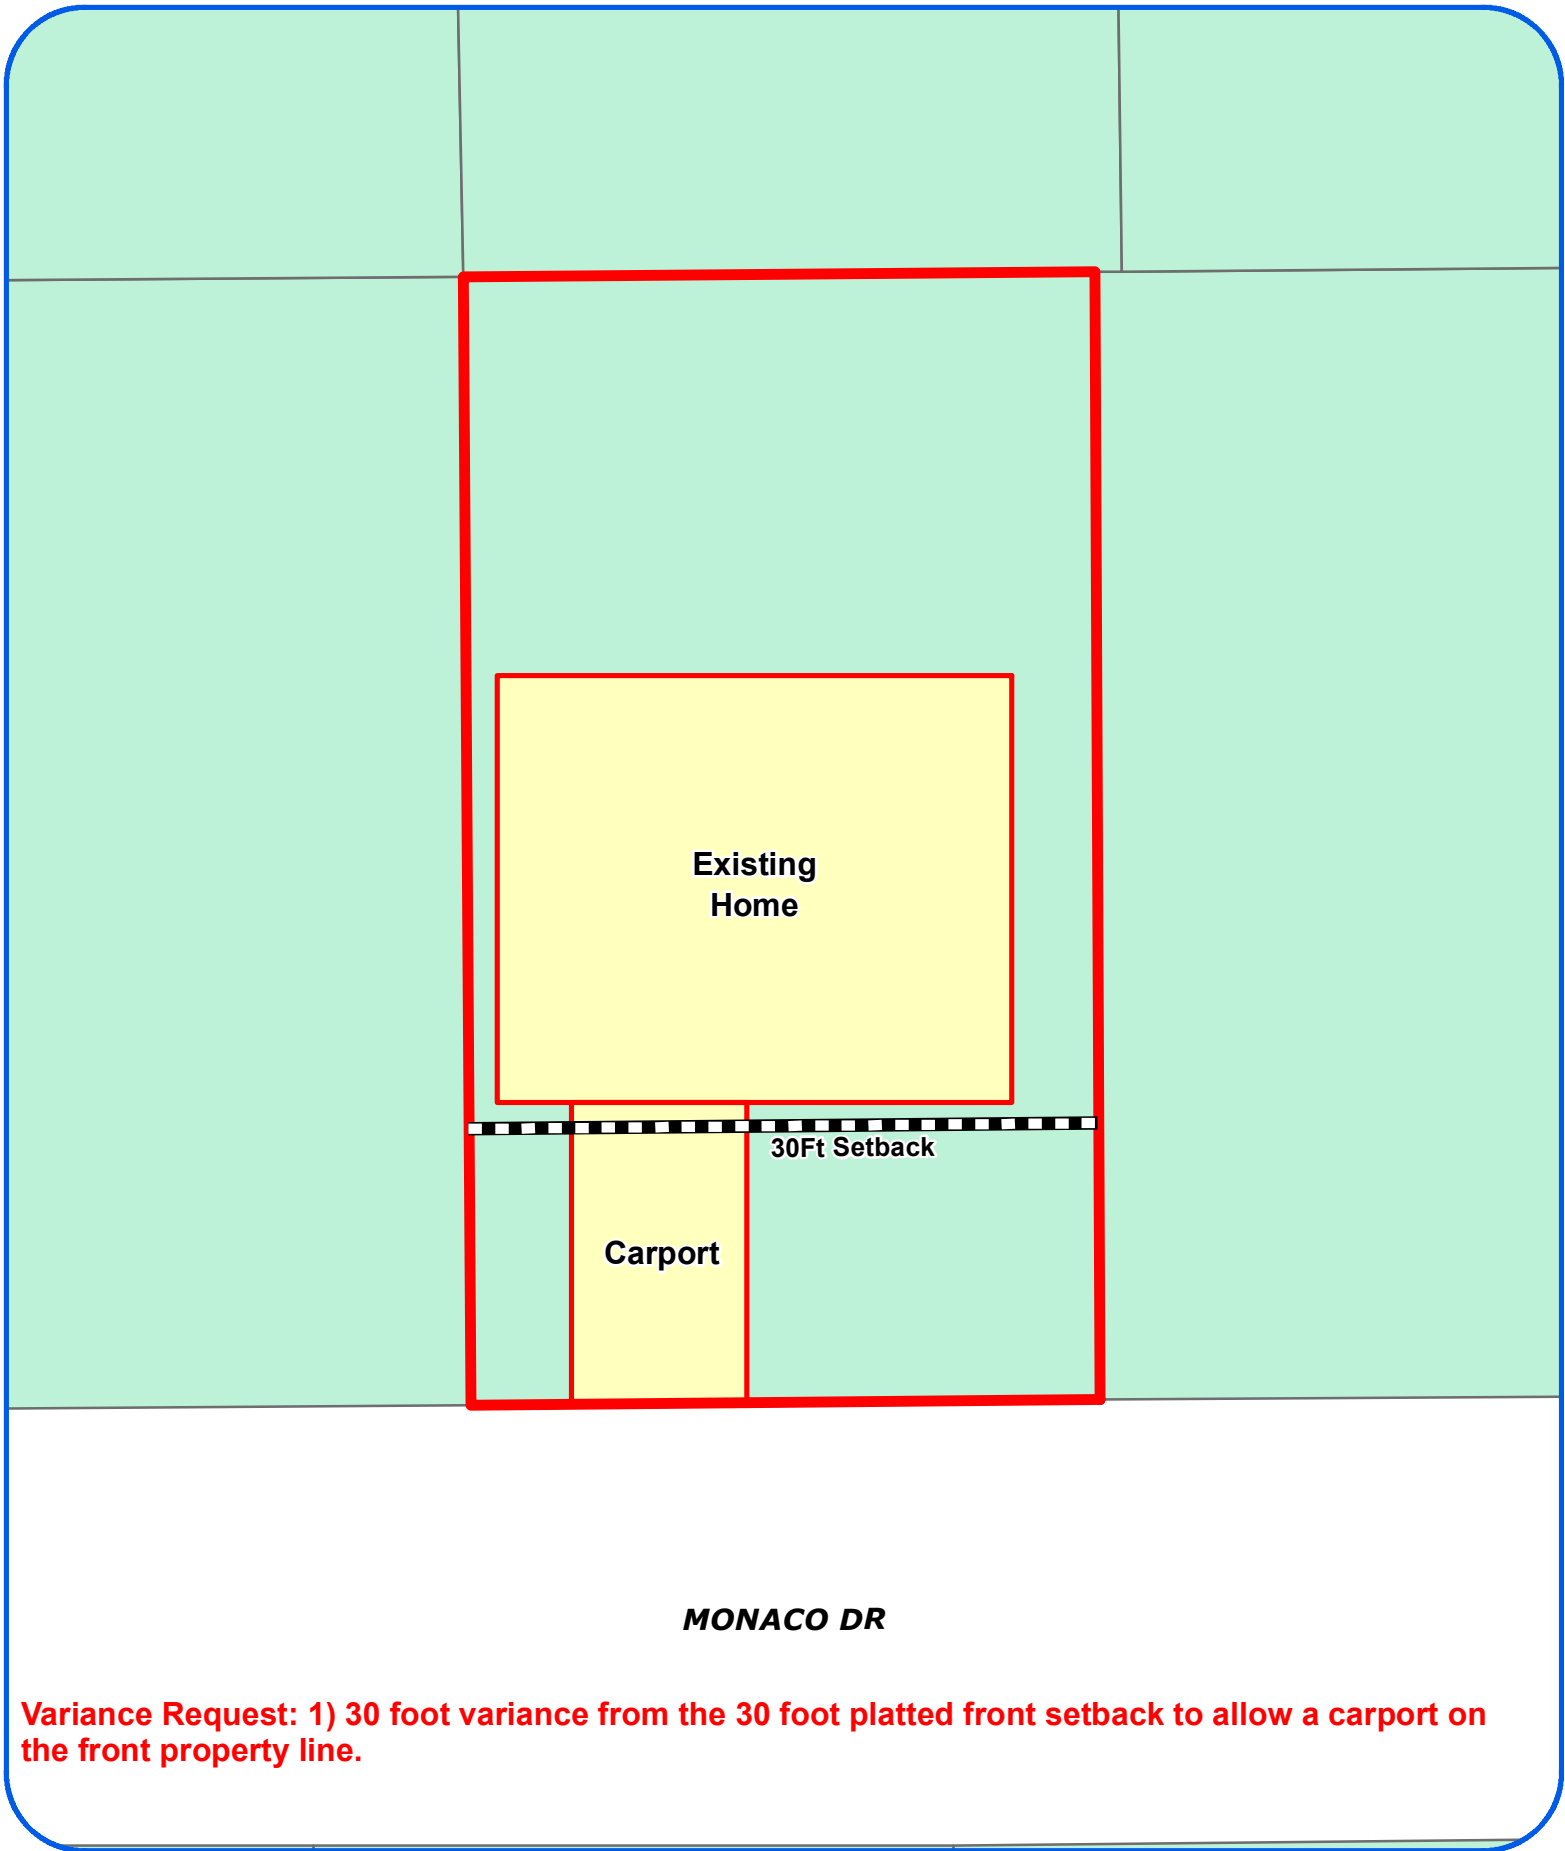 Existing
Home
30Ft Setback
Carport
MONACO DR
Variance Request: 1) 30 foot variance from the 30 foot platted front setback to allow a carport on
the front property line.